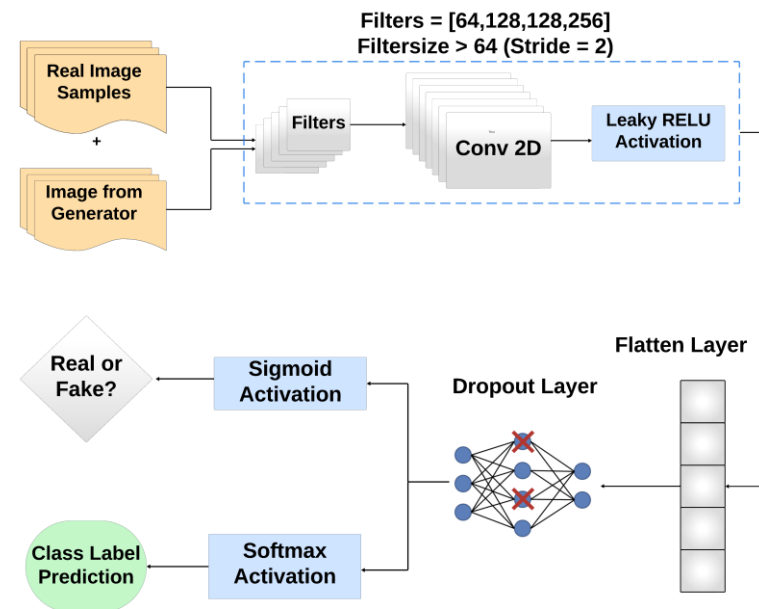 Filters = [64,128,128,256]
Filtersize > 64 (Stride = 2)
Real Image
Samples
+
Image from
Generator
Filters
Conv 2D
Leaky RELU
Activation
Real or
Fake?
Sigmoid
Activation
Dropout Layer
Flatten Layer
Class Label
Prediction
Softmax
Activation